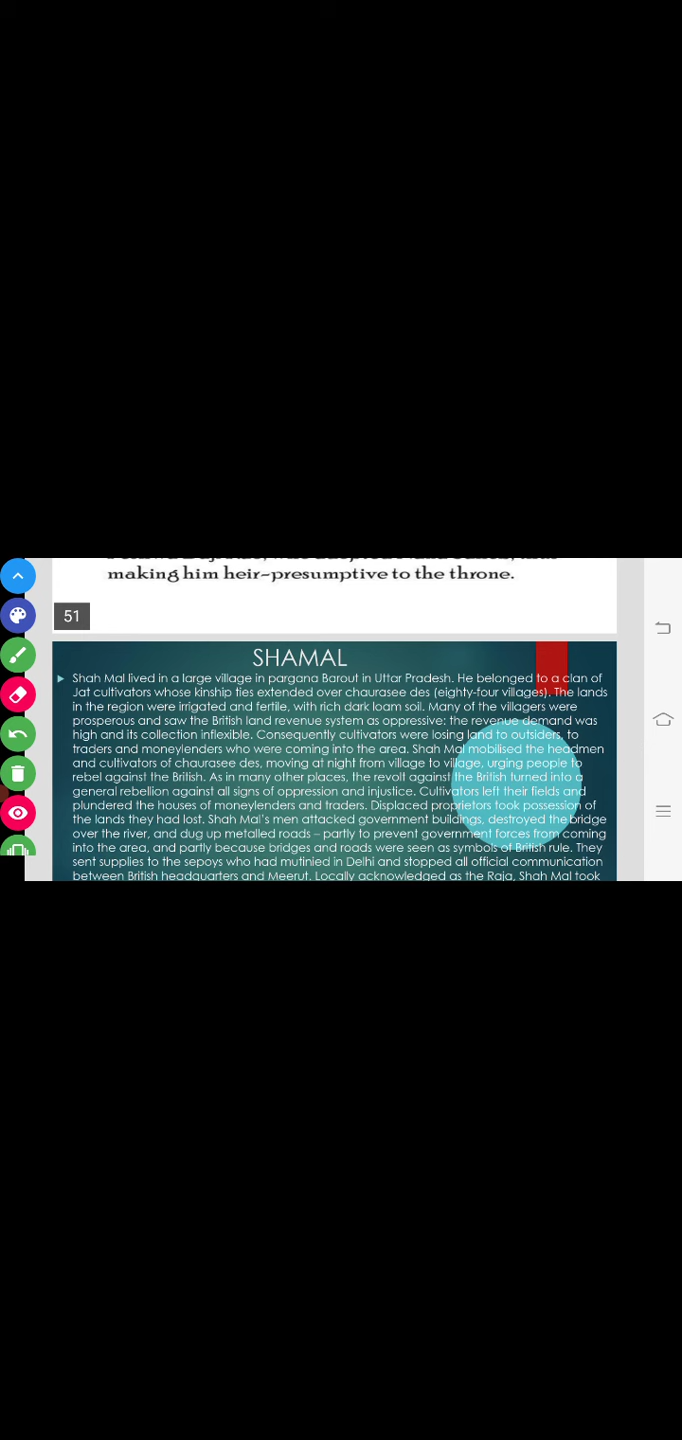 making him heir-presumptive to the throne.
51
SHAMAL
Shah Mal lived in a large village in pargana Barout in Uttar Pradesh. He belonged to a clan of
Jat cultivators whose kinship ties extended over chaurasee des (eighty-four villages). The lands
in the region were irrigated and fertile, with rich dark loam soil. Many of the villagers were
prosperous and saw the British land revenue system as oppressive: the revenue demand was
high and its collection inflexible. Consequently cultivators were losing land to outsiders, to
traders and moneylenders who were coming into the area. Shah Mal mobilised the headmen
and cultivators of chaurasee des, moving at night from village to village, urging people to
rebel against the British. As in many other places, the revolt against the British turned into a
general rebellion against all signs of oppression and injustice. Cultivators left their fields and
plundered the houses of moneylenders and traders. Displaced proprietors took possession of
the lands they had lost. Shah Mal's men attacked government buildings, destroyed the bridge
over the river, and dug up metalled roads – partly to prevent government forces from coming
into the area, and partly because bridges and roads were seen as symbols of British rule. They
sent supplies to the sepoys who had mutinied in Delhi and stopped all official communication
between British headquarters and Meerut. Locally acknowledged as the Raja, Shah Mal took